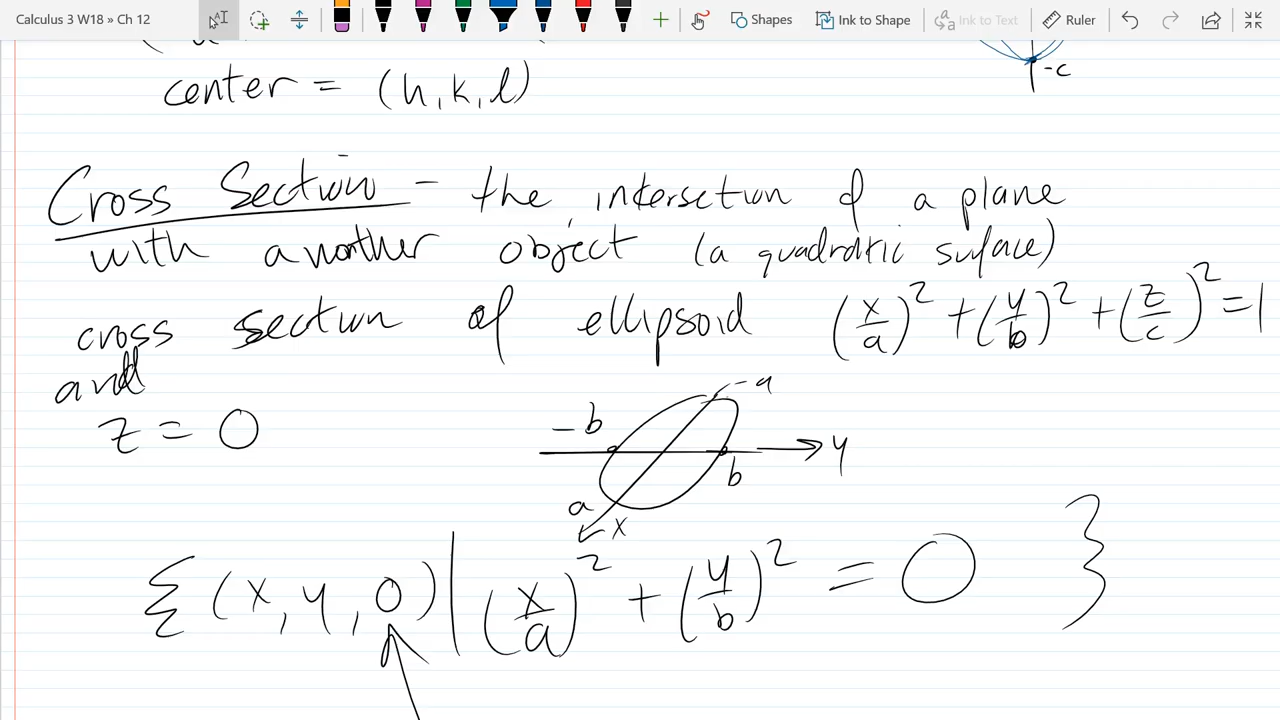 Calculus 3 W18 » Ch 12
Shapes Ink to Shape Ink to Text Ruler
-c
center = (h, k, l)
Cross Section - the intersection of a plane
with another object (a quadratic surface)
cross section of ellipsoid (x/a)² + (y/b)² + (z/c)² = 1
and
z = 0
-a
-b
y
b
a
x
{(x, y, 0) | (x/a)² + (y/b)² = 0 }